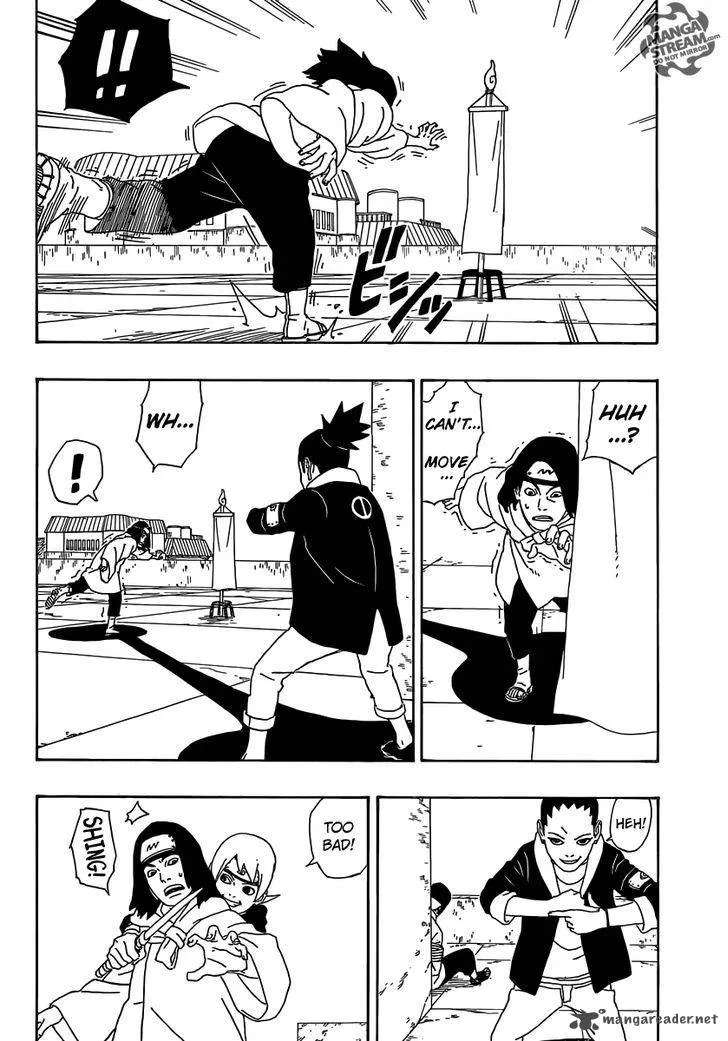 MANGA
STREAM.com
DO NOT MIRROR
!!
ビシッ
HUH
...?
I
CAN'T...
MOVE
...
WH...
!
HEH!
TOO
BAD!
SHING!
mangareader.net